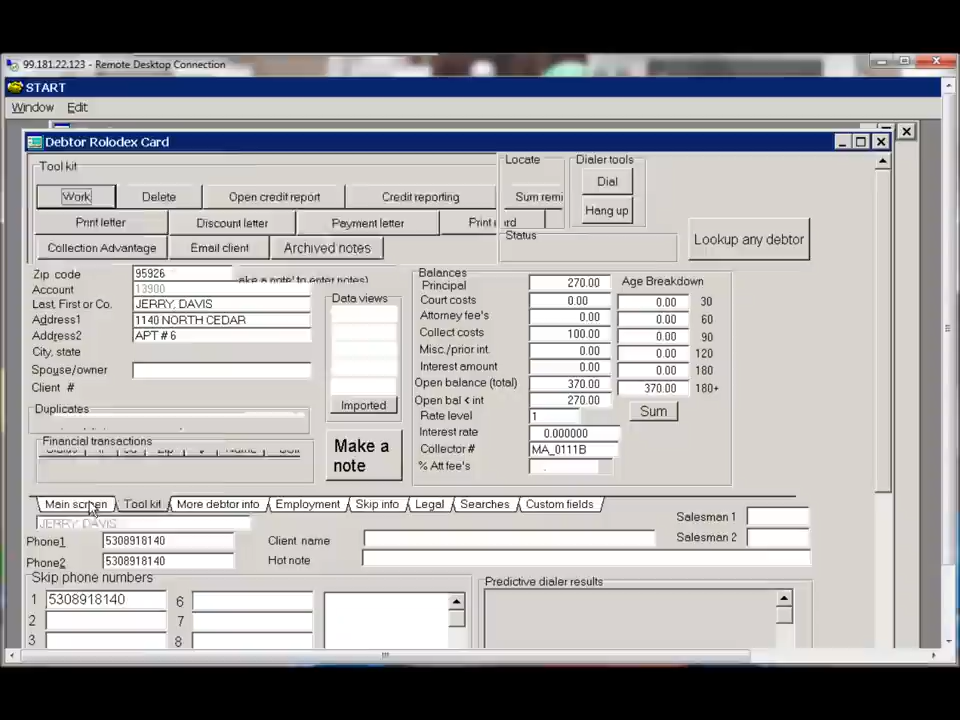 99.181.22.123 - Remote Desktop Connection
START
Window Edit
Debtor Rolodex Card
Tool kit
Work Delete Open credit report Credit reporting
Print letter Discount letter Payment letter
Collection Advantage Email client Archived notes
Locate
Sum remi
Dialer tools
Dial
Hang up
Status
Lookup any debtor
Zip code 95926
Account 13900
Last, First or Co. JERRY, DAVIS
Address1 1140 NORTH CEDAR
Address2 APT # 6
City, state
Spouse/owner
Client #
Duplicates
Financial transactions
Data views
Imported
Make a note
Balances
Principal 270.00
Court costs 0.00
Attorney fee's 0.00
Collect costs 100.00
Misc./prior int. 0.00
Interest amount 0.00
Open balance (total) 370.00
Open bal < int 270.00
Rate level 1
Interest rate 0.000000
Collector # MA_0111B
% Att fee's
Age Breakdown
0.00 30
0.00 60
0.00 90
0.00 120
0.00 180
370.00 180+
Sum
Main screen Tool kit More debtor info Employment Skip info Legal Searches Custom fields
JERRY, DAVIS
Phone1 5308918140
Phone2 5308918140
Client name
Hot note
Salesman 1
Salesman 2
Skip phone numbers
1 5308918140 6
2 7
3 8
Predictive dialer results